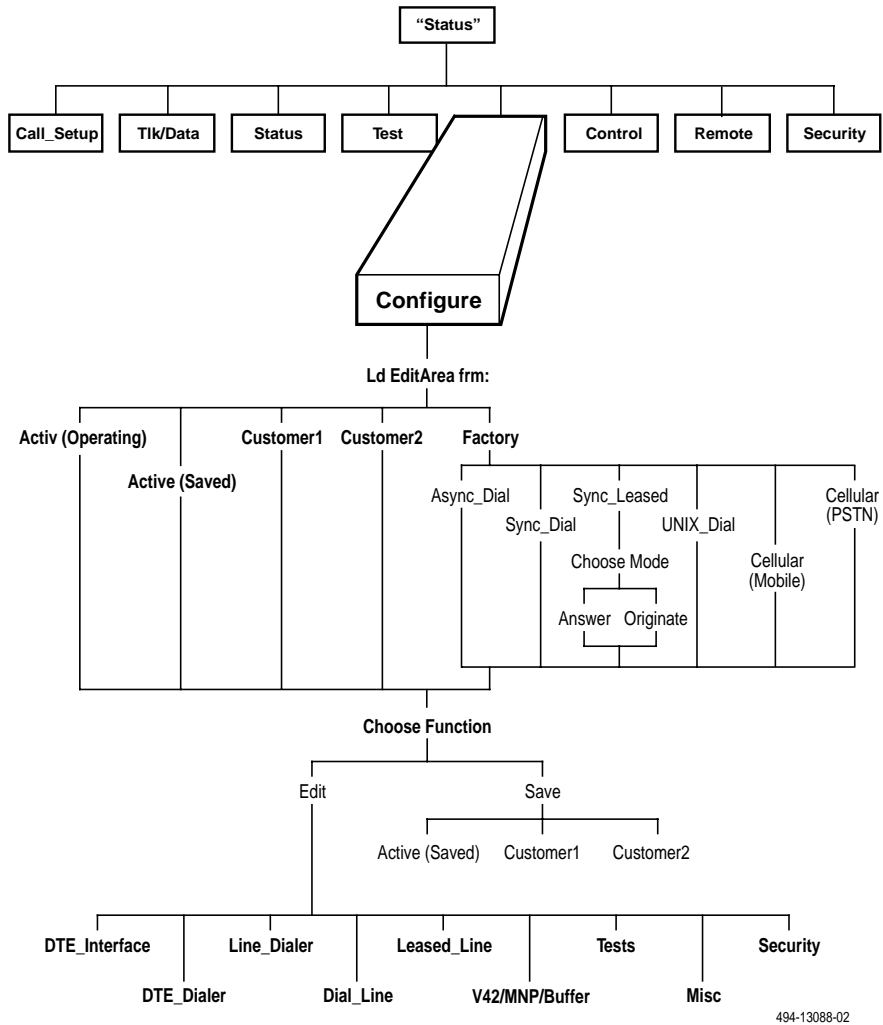 “Status”
Call_Setup
Tlk/Data
Status
Test
Control
Remote
Security
Configure
Ld EditArea frm:
Activ (Operating)
Active (Saved)
Customer1
Customer2
Factory
Async_Dial
Sync_Dial
Sync_Leased
Choose Mode
Answer
Originate
UNIX_Dial
Cellular
(Mobile)
Cellular
(PSTN)
Choose Function
Edit
Save
Active (Saved)
Customer1
Customer2
DTE_Interface
DTE_Dialer
Line_Dialer
Dial_Line
Leased_Line
V42/MNP/Buffer
Tests
Misc
Security
494-13088-02